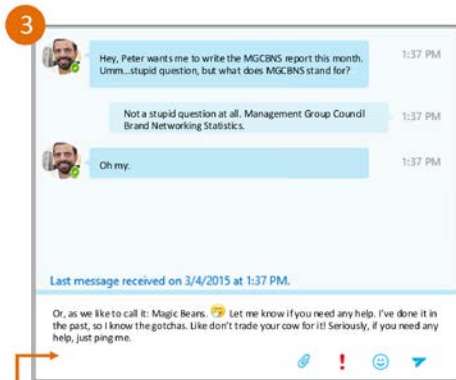 3
Hey, Peter wants me to write the MGCBNS report this month.
1:37 PM
Umm...stupid question, but what does MGCBNS stand for?
Not a stupid question at all. Management Group Council
1:37 PM
Brand Networking Statistics.
Oh my.
1:37 PM
Last message received on 3/4/2015 at 1:37 PM.
Or, as we like to call it: Magic Beans. Let me know if you need any help. I've done it in
the past, so I know the gotchas. Like don't trade your cow for it! Seriously, if you need any
help, just ping me.